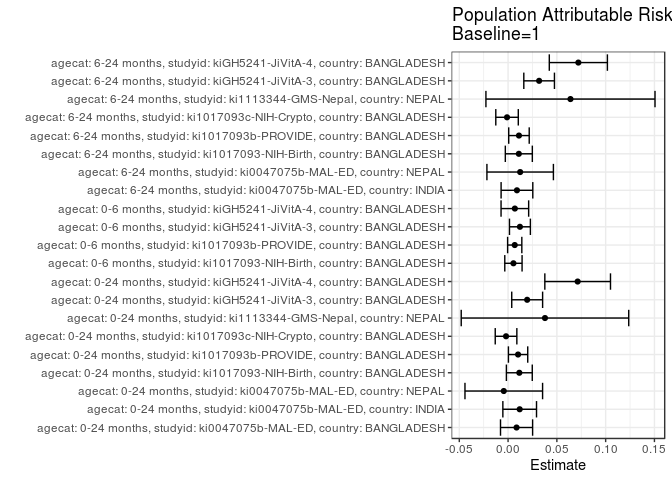 Population Attributable Risk
Baseline=1
agecat: 6-24 months, studyid: kiGH5241-JiVitA-4, country: BANGLADESH
agecat: 6-24 months, studyid: kiGH5241-JiVitA-3, country: BANGLADESH
agecat: 6-24 months, studyid: ki1113344-GMS-Nepal, country: NEPAL
agecat: 6-24 months, studyid: ki1017093c-NIH-Crypto, country: BANGLADESH
agecat: 6-24 months, studyid: ki1017093b-PROVIDE, country: BANGLADESH
agecat: 6-24 months, studyid: ki1017093-NIH-Birth, country: BANGLADESH
agecat: 6-24 months, studyid: ki0047075b-MAL-ED, country: NEPAL
agecat: 6-24 months, studyid: ki0047075b-MAL-ED, country: INDIA
agecat: 0-6 months, studyid: kiGH5241-JiVitA-4, country: BANGLADESH
agecat: 0-6 months, studyid: kiGH5241-JiVitA-3, country: BANGLADESH
agecat: 0-6 months, studyid: ki1017093b-PROVIDE, country: BANGLADESH
agecat: 0-6 months, studyid: ki1017093-NIH-Birth, country: BANGLADESH
agecat: 0-24 months, studyid: kiGH5241-JiVitA-4, country: BANGLADESH
agecat: 0-24 months, studyid: kiGH5241-JiVitA-3, country: BANGLADESH
agecat: 0-24 months, studyid: ki1113344-GMS-Nepal, country: NEPAL
agecat: 0-24 months, studyid: ki1017093c-NIH-Crypto, country: BANGLADESH
agecat: 0-24 months, studyid: ki1017093b-PROVIDE, country: BANGLADESH
agecat: 0-24 months, studyid: ki1017093-NIH-Birth, country: BANGLADESH
agecat: 0-24 months, studyid: ki0047075b-MAL-ED, country: NEPAL
agecat: 0-24 months, studyid: ki0047075b-MAL-ED, country: INDIA
agecat: 0-24 months, studyid: ki0047075b-MAL-ED, country: BANGLADESH
-0.05 0.00 0.05 0.10 0.15
Estimate